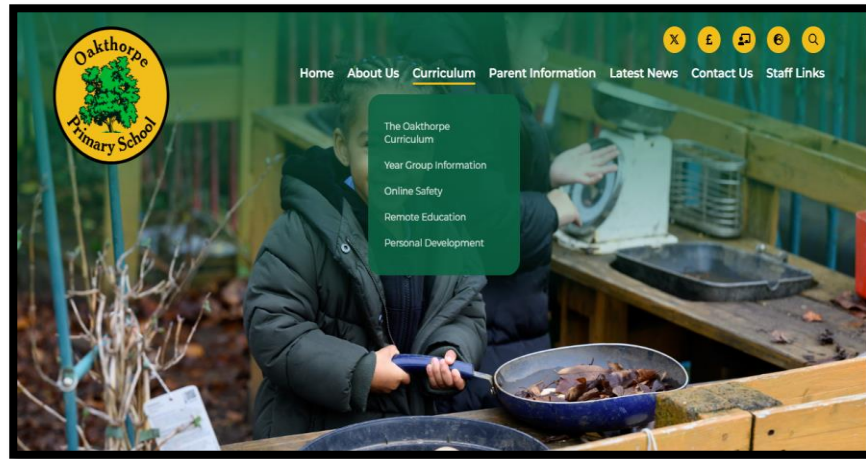 Oakthorpe
Primary School
X £
Home About Us Curriculum Parent Information Latest News Contact Us Staff Links
The Oakthorpe
Curriculum
Year Group Information
Online Safety
Remote Education
Personal Development